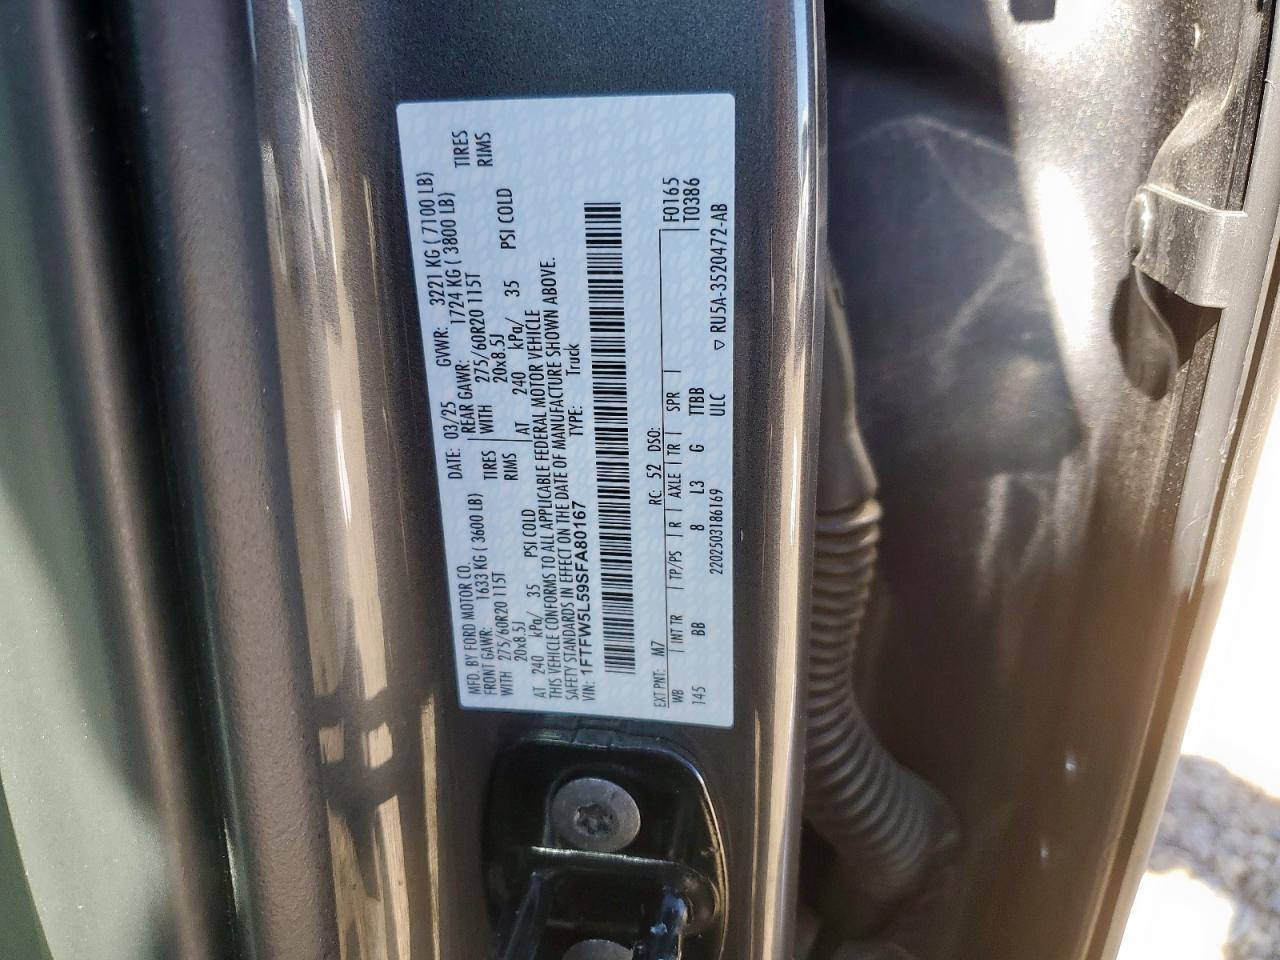 MFD. BY FORD MOTOR CO.
DATE: 03/25 GVWR: 3221 KG ( 7100 LB)
FRONT GAWR: 1633 KG ( 3600 LB) REAR GAWR: 1724 KG ( 3800 LB)
WITH 275/60R20 115T TIRES WITH 275/60R20 115T TIRES
20x8.5J RIMS 20x8.5J RIMS
AT 240 kPa/ 35 PSI COLD AT 240 kPa/ 35 PSI COLD
THIS VEHICLE CONFORMS TO ALL APPLICABLE FEDERAL MOTOR VEHICLE
SAFETY STANDARDS IN EFFECT ON THE DATE OF MANUFACTURE SHOWN ABOVE.
VIN: 1FTFW5L59SFA80167 TYPE: Truck
EXT PNT: M7 RC: 52 DSO: F0165
WB INT TR TP/PS R AXLE TR SPR T0386
145 BB 8 L3 G TTBB
2202503186169 ULC ▽ RU5A-3520472-AB